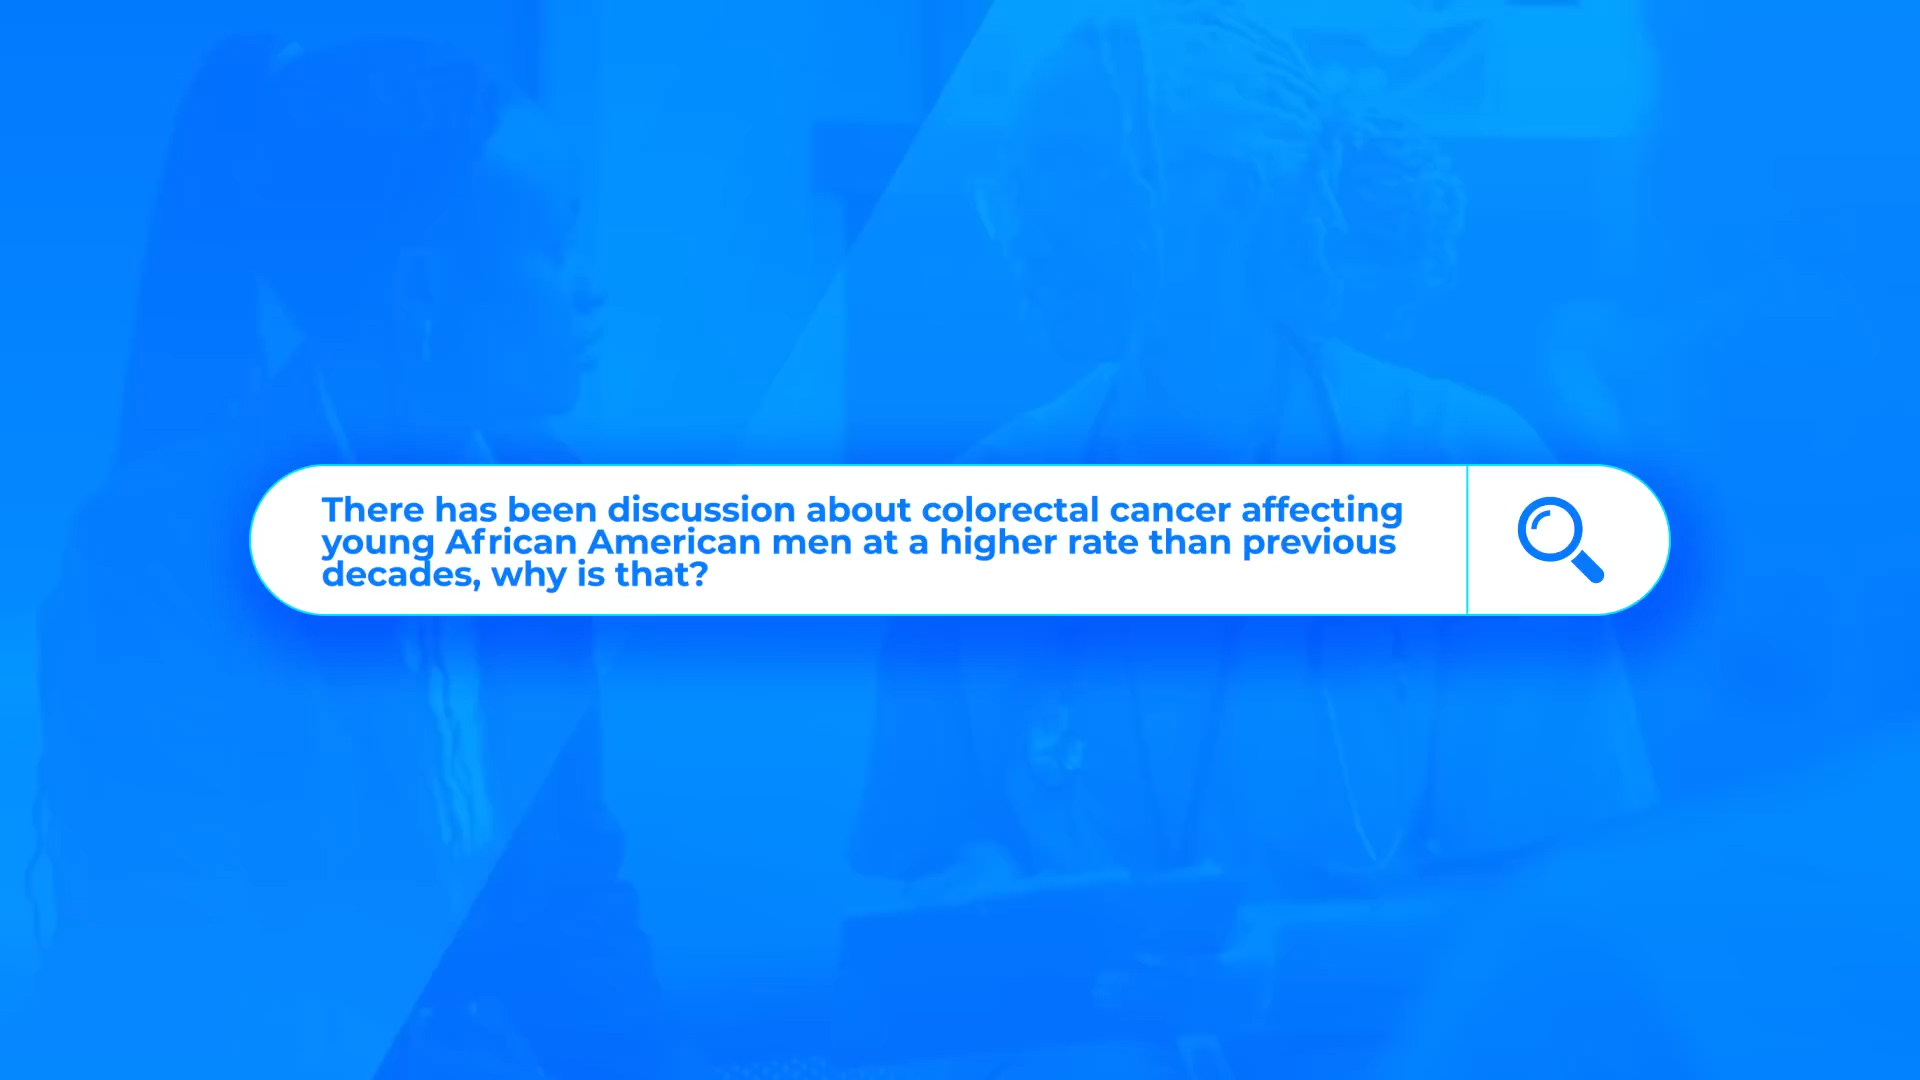 There has been discussion about colorectal cancer affecting
young African American men at a higher rate than previous
decades, why is that?